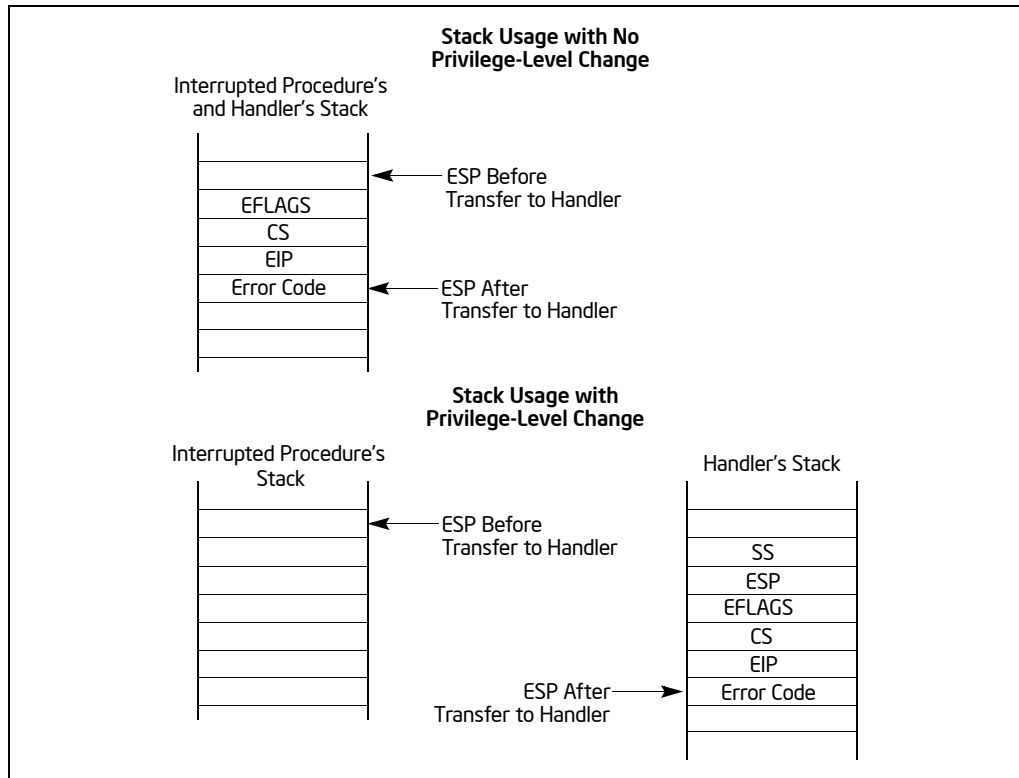 Stack Usage with No
Privilege-Level Change
Interrupted Procedure's
and Handler's Stack
ESP Before
Transfer to Handler
EFLAGS
CS
EIP
Error Code
ESP After
Transfer to Handler
Stack Usage with
Privilege-Level Change
Interrupted Procedure's
Stack
Handler's Stack
ESP Before
Transfer to Handler
SS
ESP
EFLAGS
CS
EIP
Error Code
ESP After
Transfer to Handler